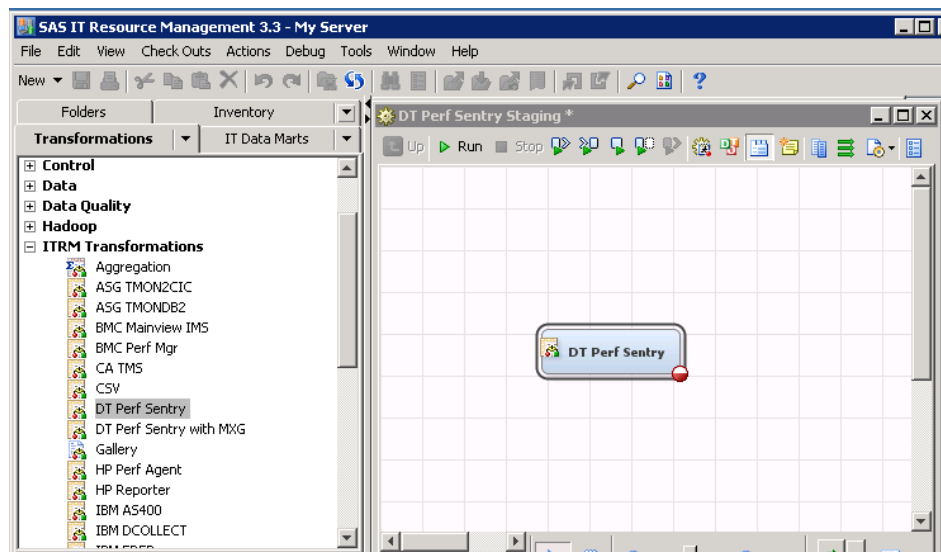 SAS IT Resource Management 3.3 - My Server
File Edit View Check Outs Actions Debug Tools Window Help
New
Folders Inventory
Transformations IT Data Marts
Control
Data
Data Quality
Hadoop
ITRM Transformations
Aggregation
ASG TMON2CIC
ASG TMONDB2
BMC Mainview IMS
BMC Perf Mgr
CA TMS
CSV
DT Perf Sentry
DT Perf Sentry with MXG
Gallery
HP Perf Agent
HP Reporter
IBM AS400
IBM DCOLLECT
DT Perf Sentry Staging *
Up Run Stop
DT Perf Sentry